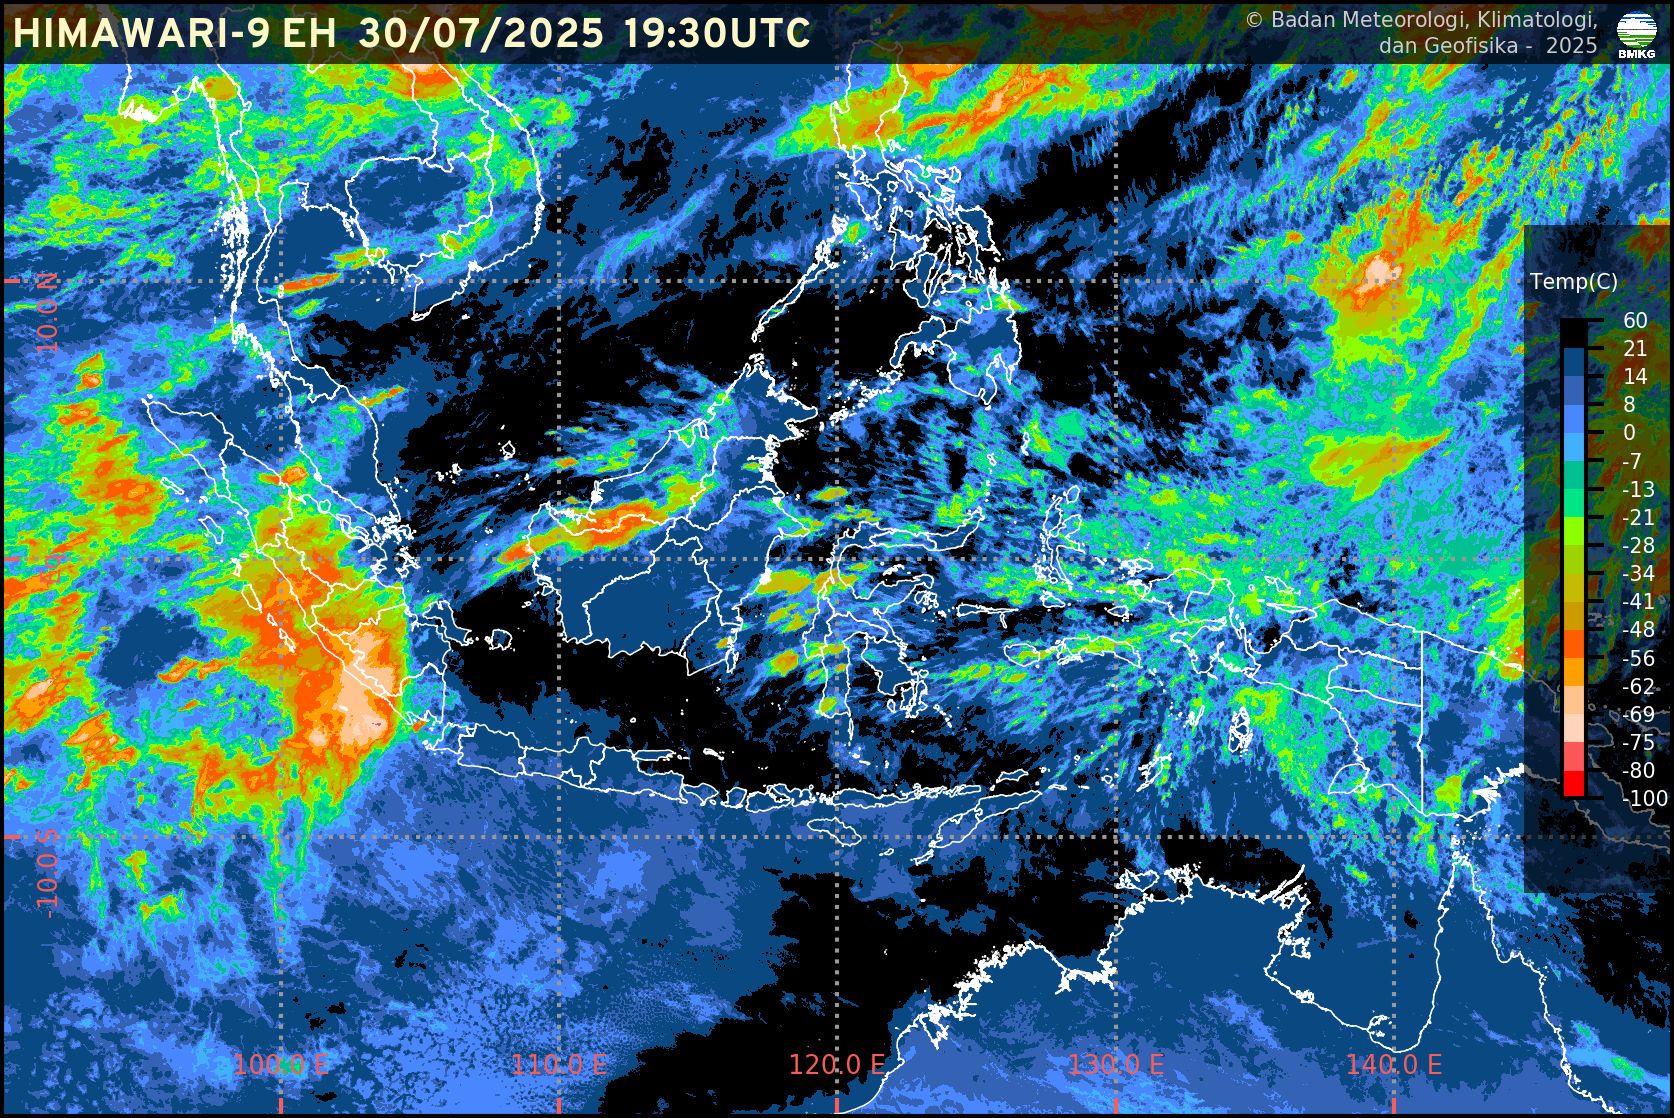 HIMAWARI-9 EH 30/07/2025 19:30UTC
© Badan Meteorologi, Klimatologi,
dan Geofisika - 2025
BMKG
10.0 N
Temp(C)
60
21
14
8
0
-7
-13
-21
-28
-34
-41
-48
-56
-62
-69
-75
-80
-100
-10.0 S
100.0 E
110.0 E
120.0 E
130.0 E
140.0 E